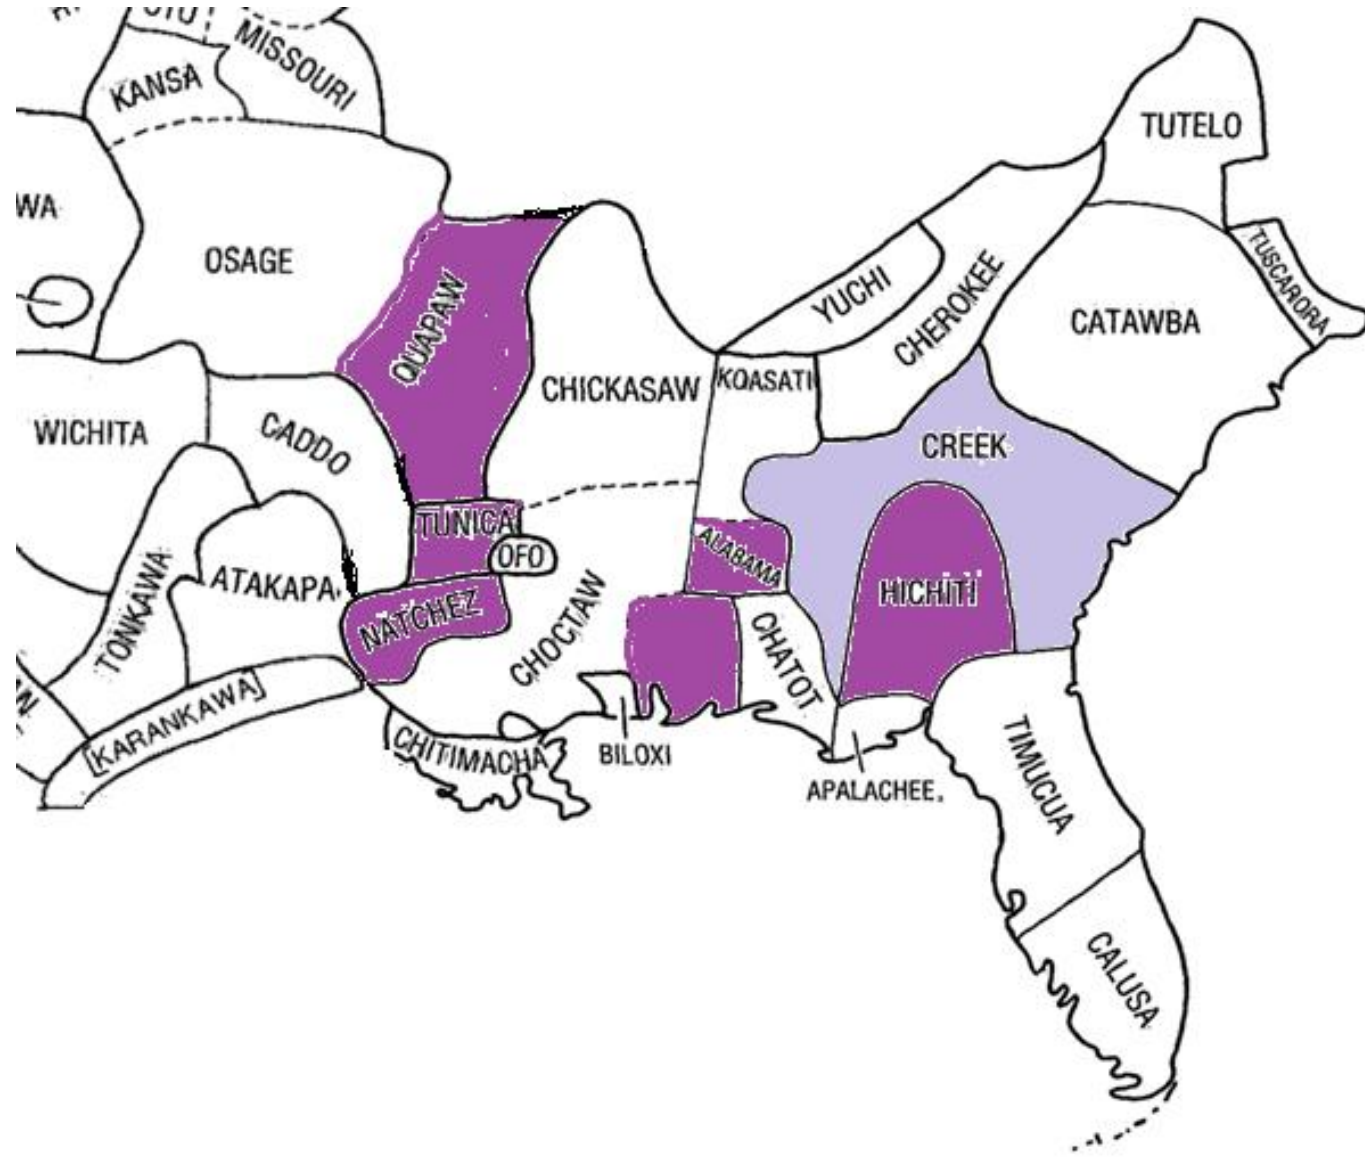 MISSOURI
KANSA
TUTELO
WA
OSAGE
TUSCARORA
QUAPAW
YUCHI
CHEROKEE
CATAWBA
CHICKASAW
KOASATI
WICHITA
CADDO
CREEK
TUNICA
OFO
ALABAMA
TONKAWA
ATAKAPA
HICHITI
NATCHEZ
CHOCTAW
CHATOT
KARANKAWA
CHITIMACHA
BILOXI
APALACHEE.
TIMUCUA
CALUSA